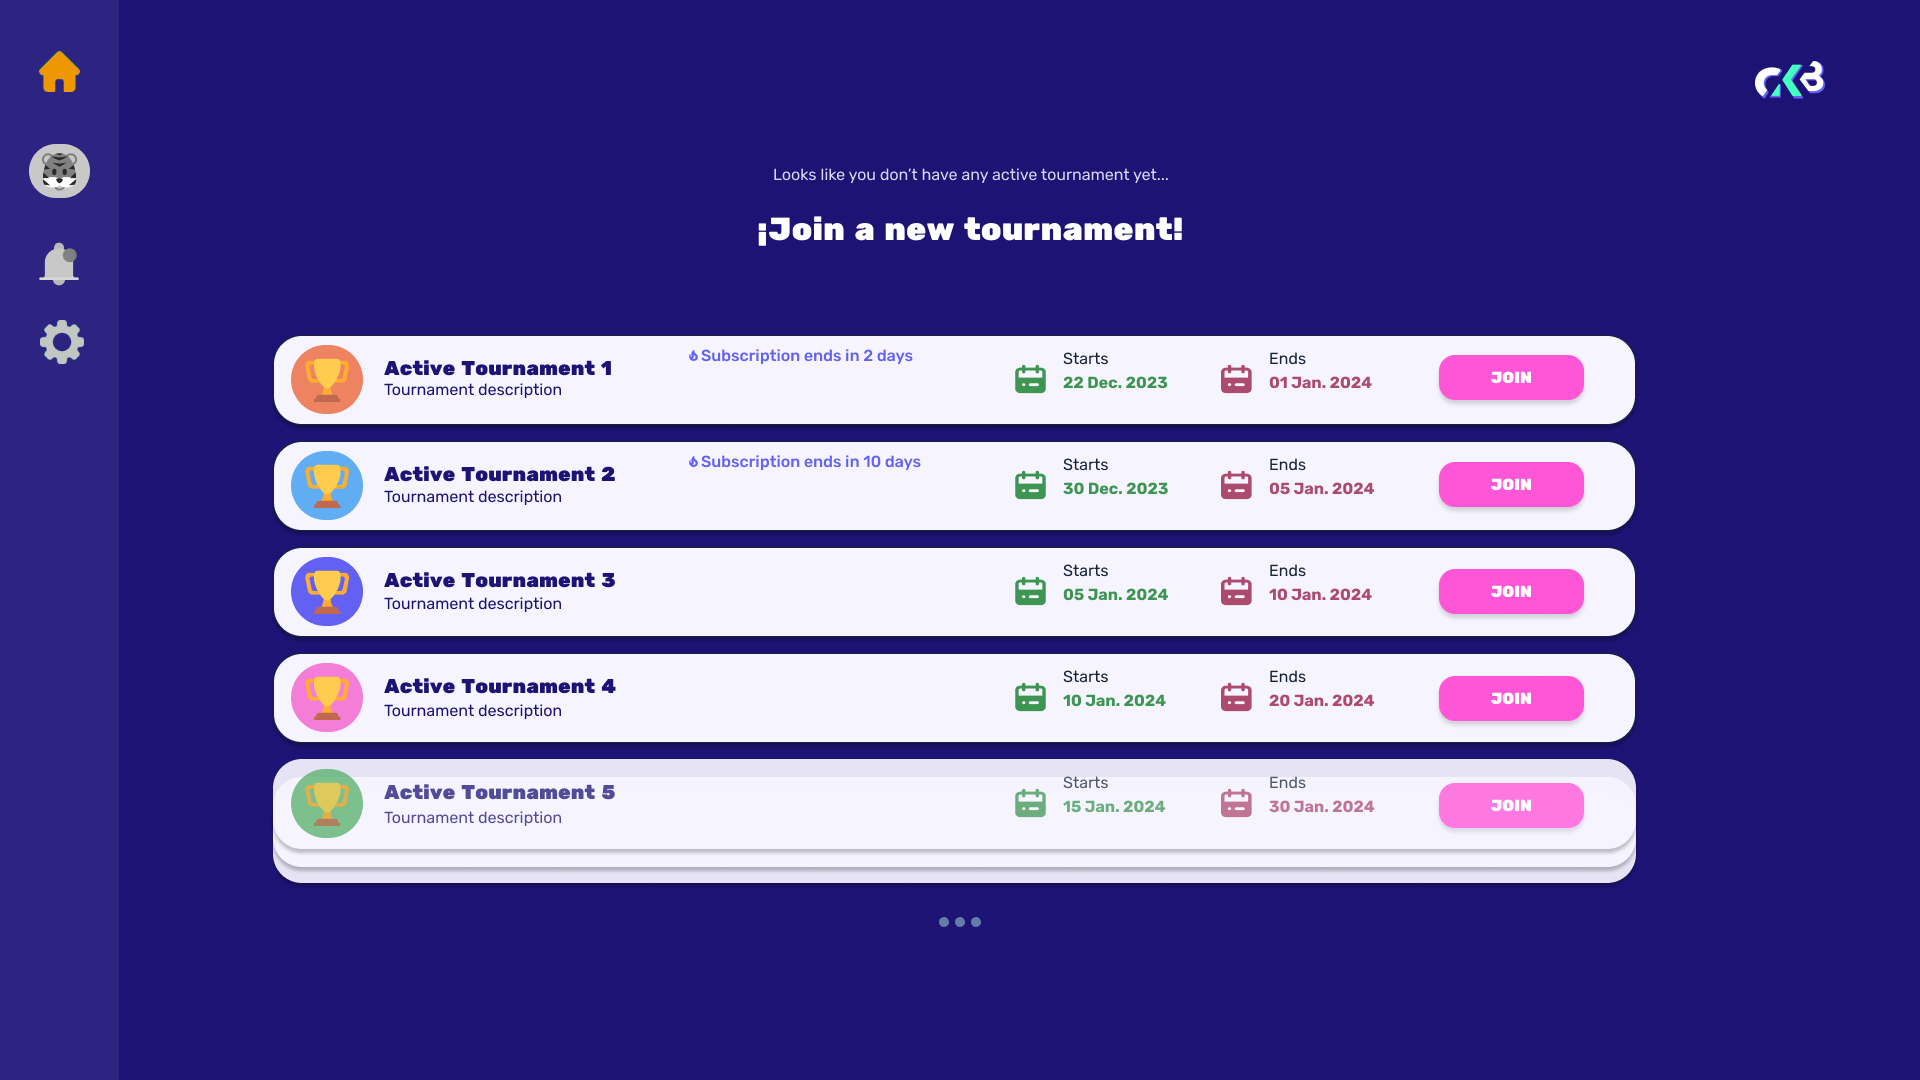 CKB
Looks like you don't have any active tournament yet...
¡Join a new tournament!
Active Tournament 1
Tournament description
Subscription ends in 2 days
Starts
22 Dec. 2023
Ends
01 Jan. 2024
JOIN
Active Tournament 2
Tournament description
Subscription ends in 10 days
Starts
30 Dec. 2023
Ends
05 Jan. 2024
JOIN
Active Tournament 3
Tournament description
Starts
05 Jan. 2024
Ends
10 Jan. 2024
JOIN
Active Tournament 4
Tournament description
Starts
10 Jan. 2024
Ends
20 Jan. 2024
JOIN
Active Tournament 5
Tournament description
Starts
15 Jan. 2024
Ends
30 Jan. 2024
JOIN